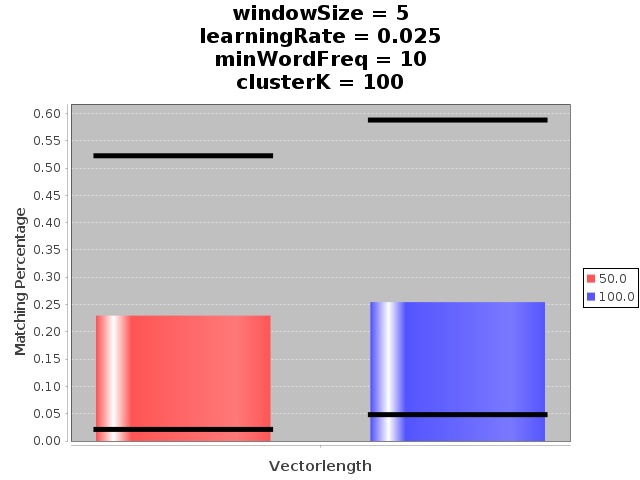 windowSize = 5
learningRate = 0.025
minWordFreq = 10
clusterK = 100
0.60
0.55
0.50
0.45
0.40
0.35
0.30
0.25
0.20
0.15
0.10
0.05
0.00
Matching Percentage
Vectorlength
50.0
100.0